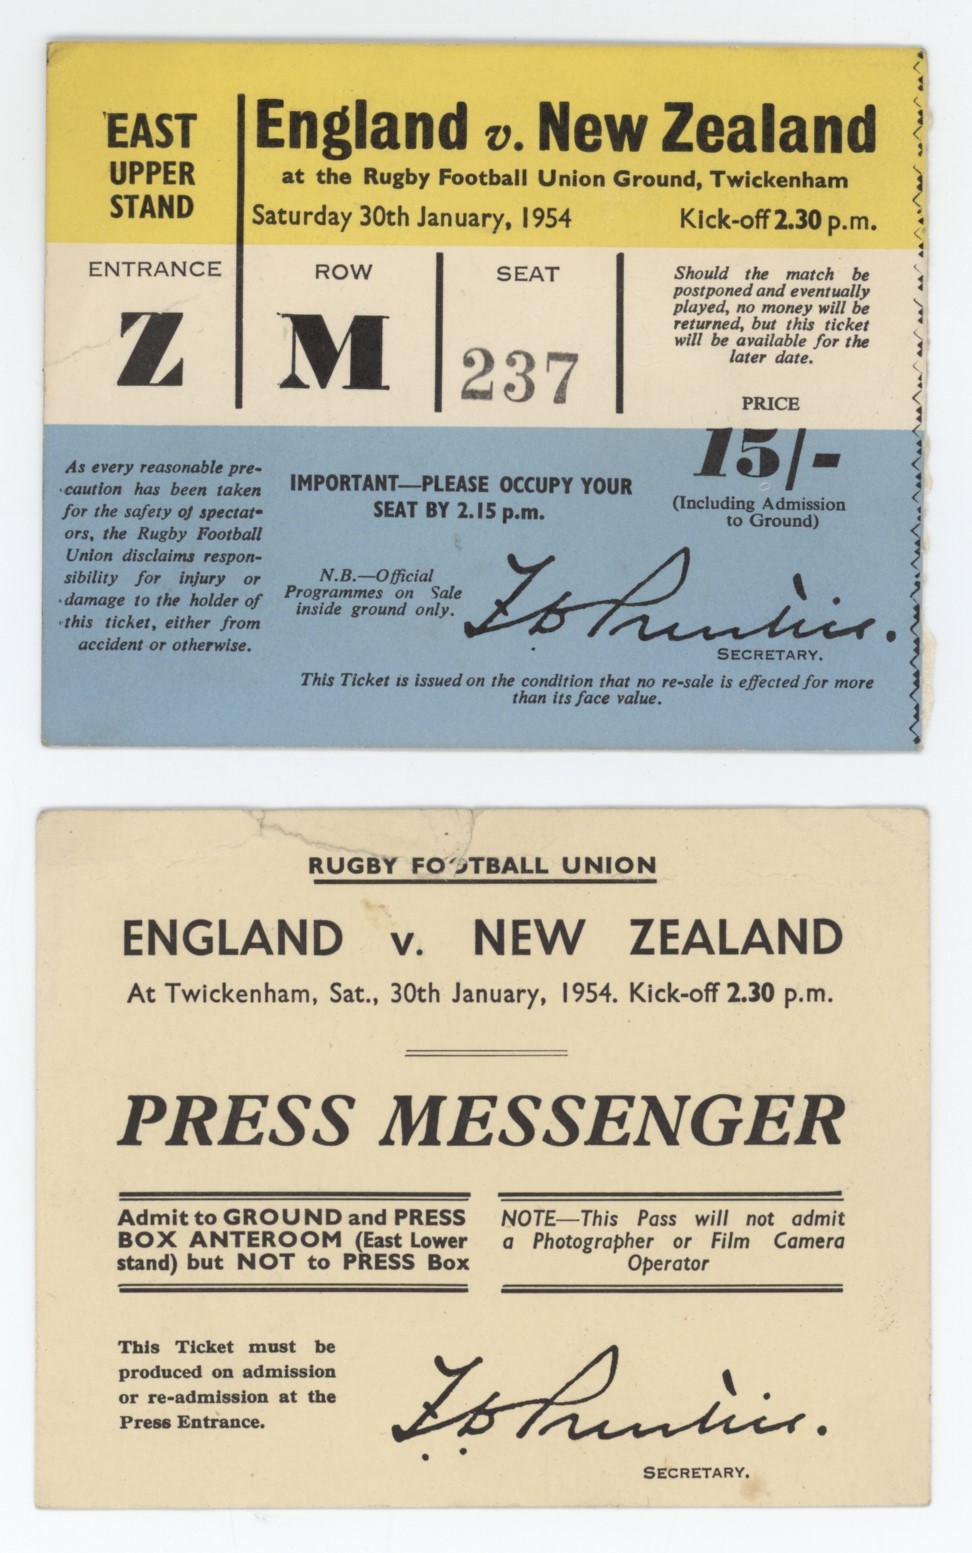 EAST
UPPER
STAND
England v. New Zealand
at the Rugby Football Union Ground, Twickenham
Saturday 30th January, 1954 Kick-off 2.30 p.m.
ENTRANCE
Z
ROW
M
SEAT
237
Should the match be
postponed and eventually
played, no money will be
returned, but this ticket
will be available for the
later date.
PRICE
15/-
(Including Admission
to Ground)
As every reasonable pre-
caution has been taken
for the safety of spectat-
ors, the Rugby Football
Union disclaims respon-
sibility for injury or
damage to the holder of
this ticket, either from
accident or otherwise.
IMPORTANT—PLEASE OCCUPY YOUR
SEAT BY 2.15 p.m.
N.B.—Official
Programmes on Sale
inside ground only.
F D Prentice.
SECRETARY.
This Ticket is issued on the condition that no re-sale is effected for more
than its face value.
RUGBY FOOTBALL UNION
ENGLAND v. NEW ZEALAND
At Twickenham, Sat., 30th January, 1954. Kick-off 2.30 p.m.
PRESS MESSENGER
Admit to GROUND and PRESS
BOX ANTEROOM (East Lower
stand) but NOT to PRESS Box
NOTE—This Pass will not admit
a Photographer or Film Camera
Operator
This Ticket must be
produced on admission
or re-admission at the
Press Entrance.
F D Prentice.
SECRETARY.